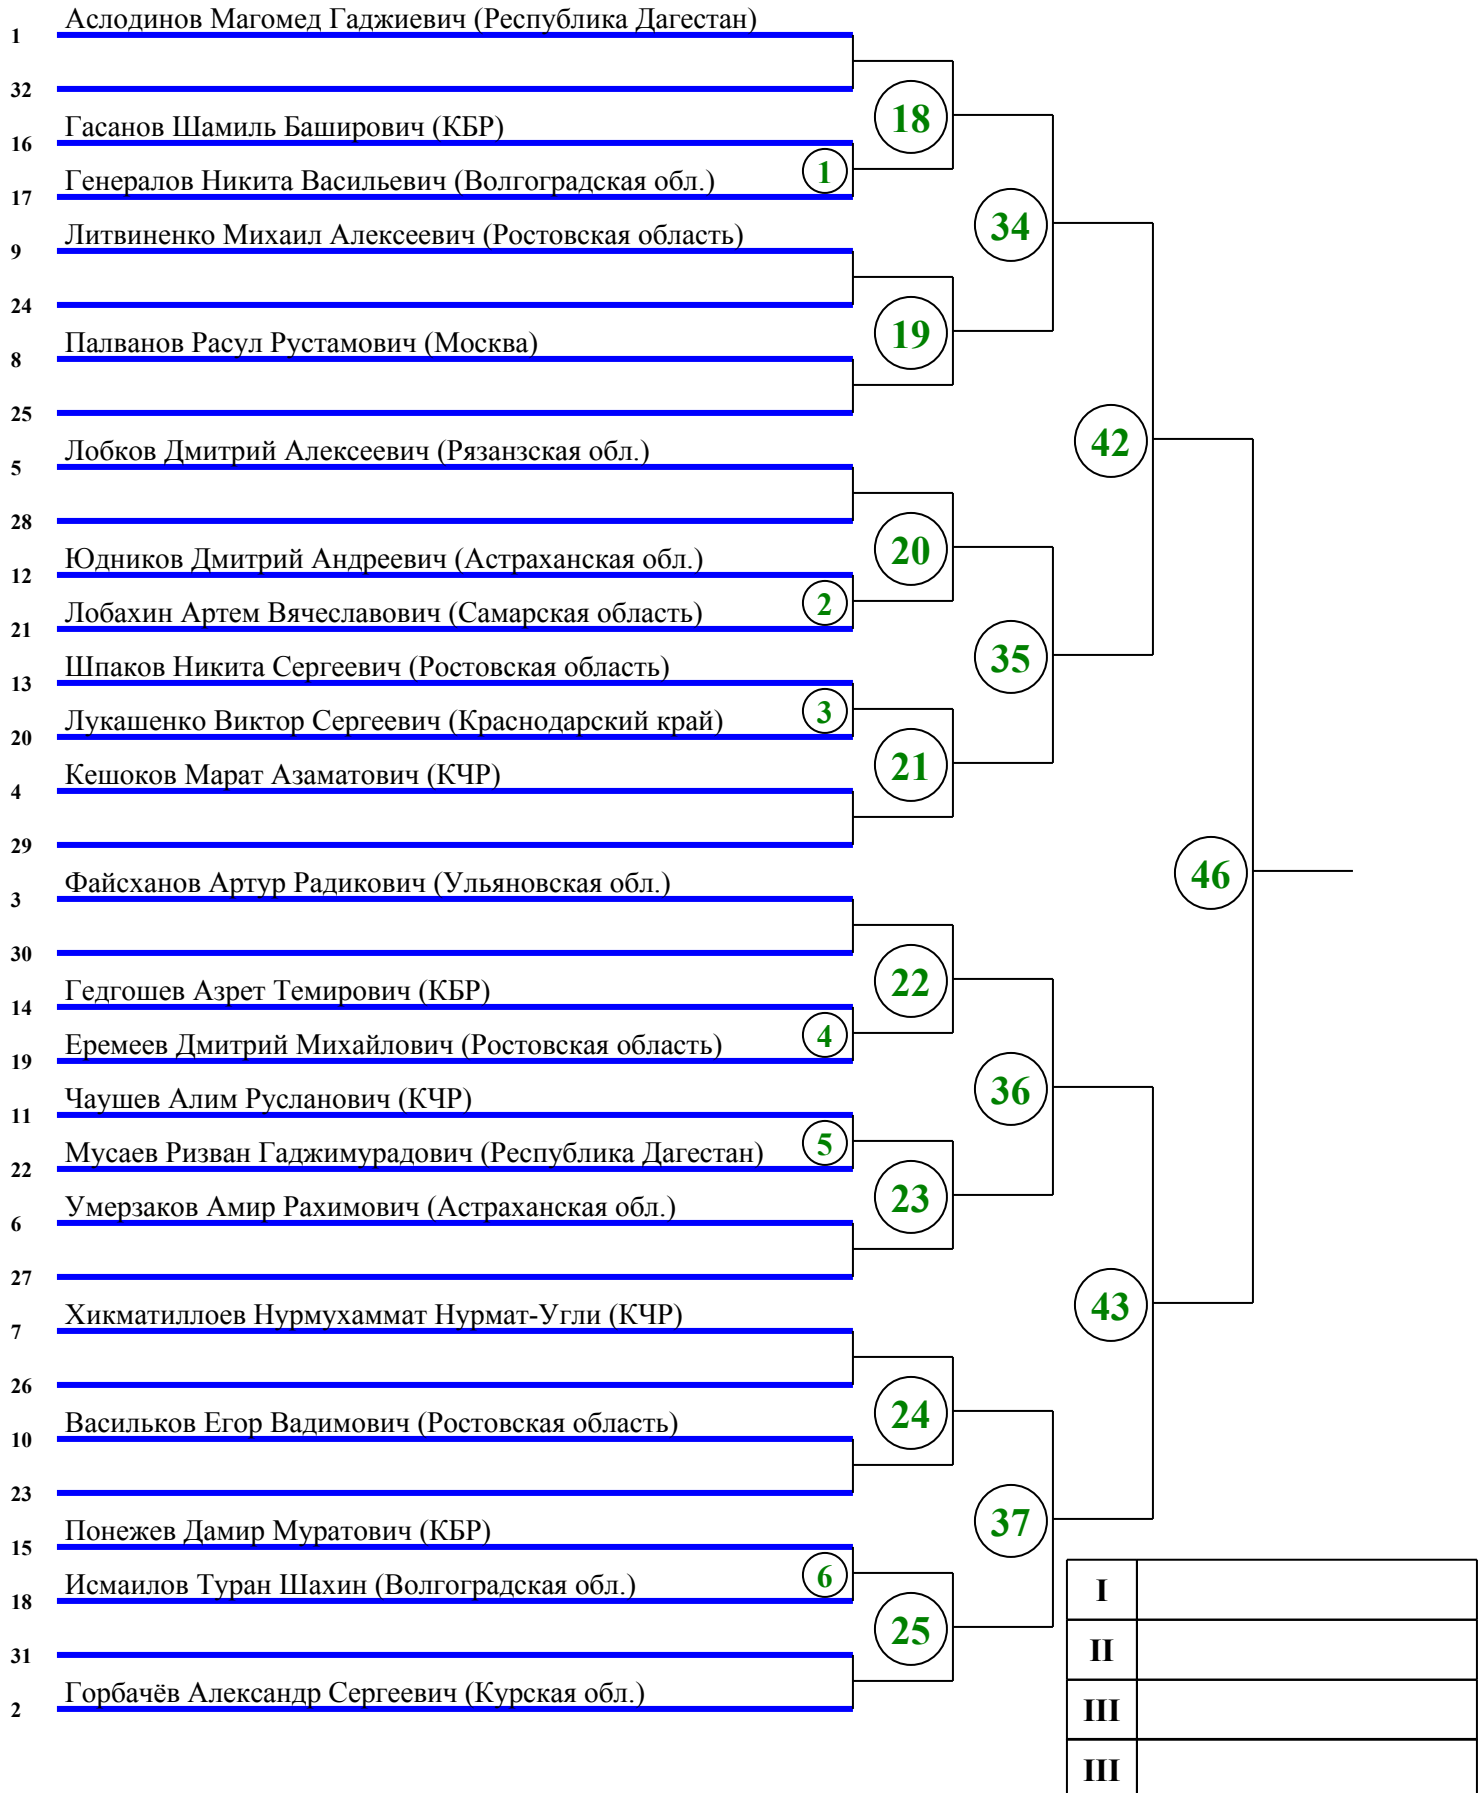 Аслодинов Магомед Гаджиевич (Республика Дагестан)
1
32
Гасанов Шамиль Баширович (КБР)
16
18
Генералов Никита Васильевич (Волгоградская обл.)
1
17
Литвиненко Михаил Алексеевич (Ростовская область)
9
34
24
Палванов Расул Рустамович (Москва)
8
19
25
Лобков Дмитрий Алексеевич (Рязанзская обл.)
5
42
28
Юдников Дмитрий Андреевич (Астраханская обл.)
12
20
Лобахин Артем Вячеславович (Самарская область)
2
21
Шпаков Никита Сергеевич (Ростовская область)
13
35
Лукашенко Виктор Сергеевич (Краснодарский край)
3
20
Кешоков Марат Азаматович (КЧР)
4
21
29
Файсханов Артур Радикович (Ульяновская обл.)
3
46
30
Гедгошев Азрет Темирович (КБР)
14
22
Еремеев Дмитрий Михайлович (Ростовская область)
4
19
Чаушев Алим Русланович (КЧР)
11
36
Мусаев Ризван Гаджимурадович (Республика Дагестан)
5
22
Умерзаков Амир Рахимович (Астраханская обл.)
6
23
27
Хикматиллоев Нурмухаммат Нурмат-Угли (КЧР)
7
43
26
Васильков Егор Вадимович (Ростовская область)
10
24
23
Понежев Дамир Муратович (КБР)
15
37
Исмаилов Туран Шахин (Волгоградская обл.)
6
18
I
31
25
II
Горбачёв Александр Сергеевич (Курская обл.)
2
III
III